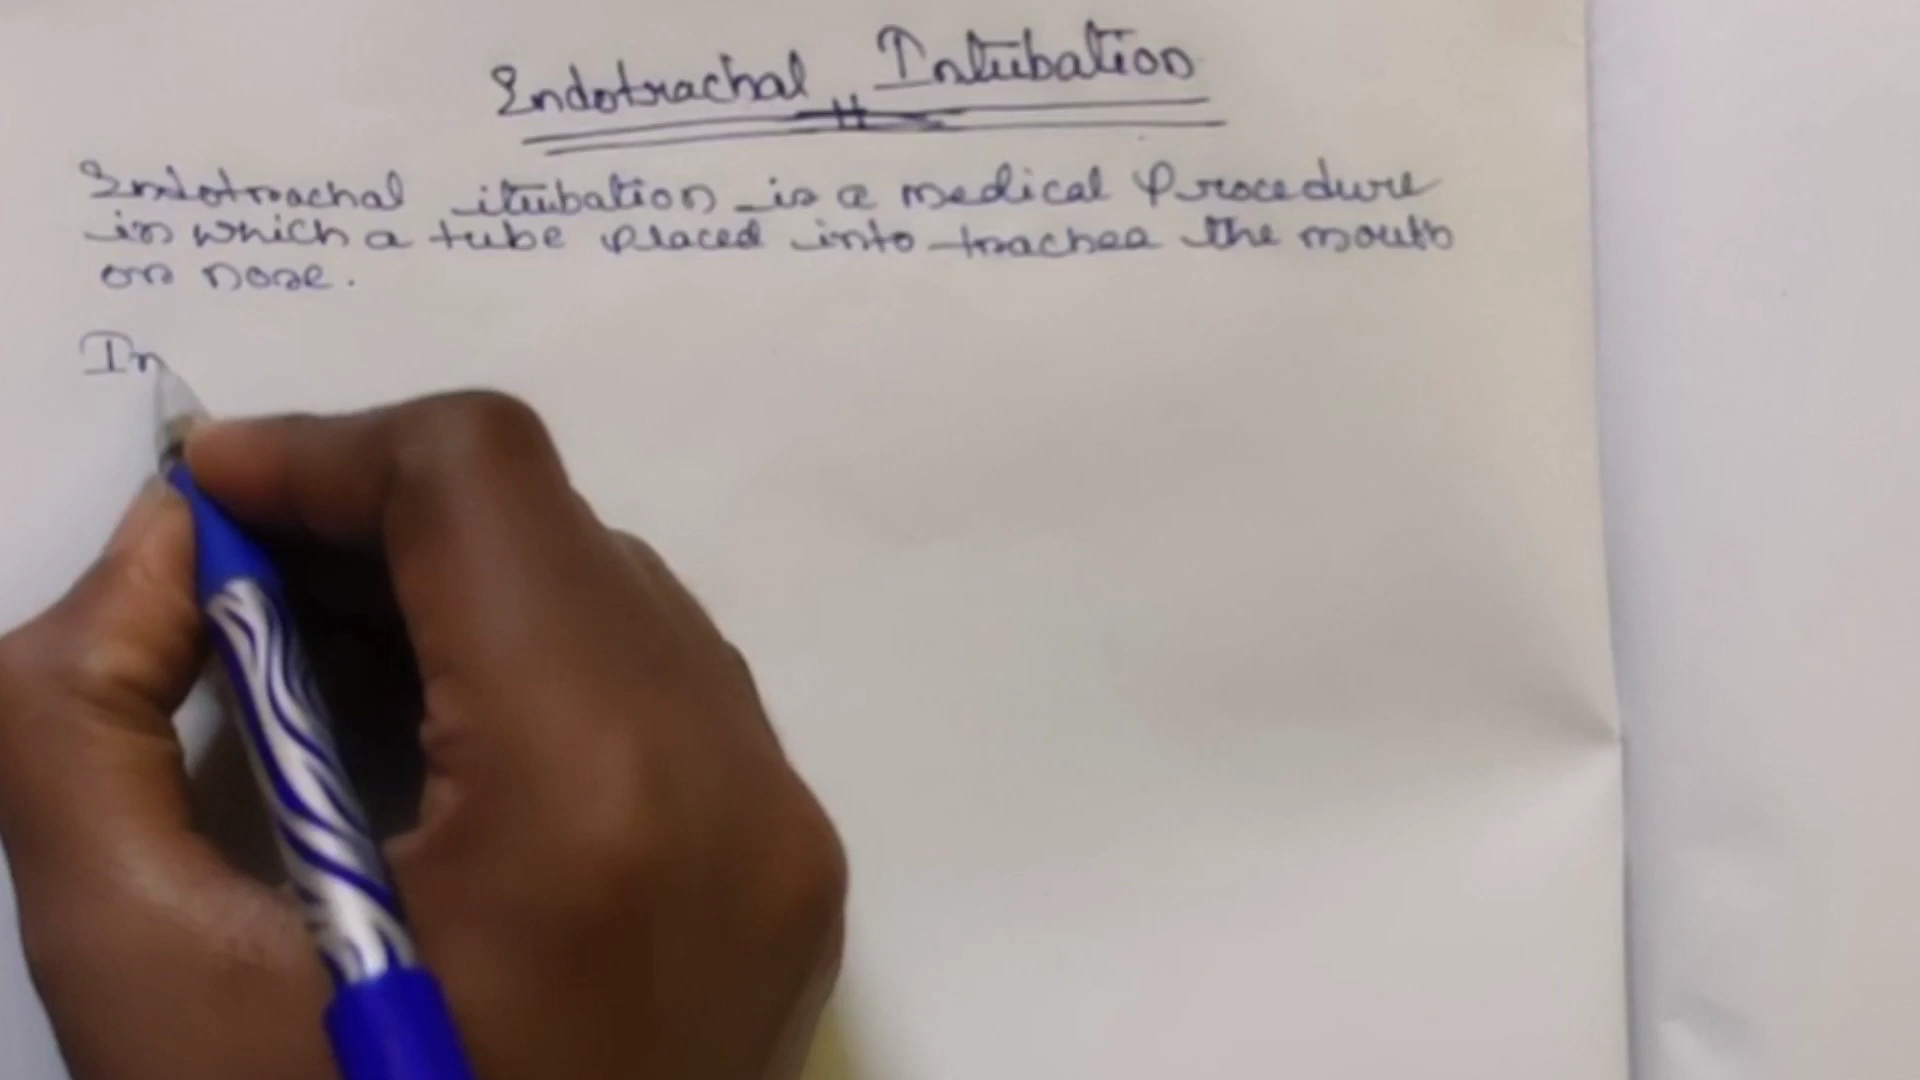 Endotrachal Intubation
Endotrachal itubation is a medical procedure
in which a tube placed into trachea the mouth
or nose.
In